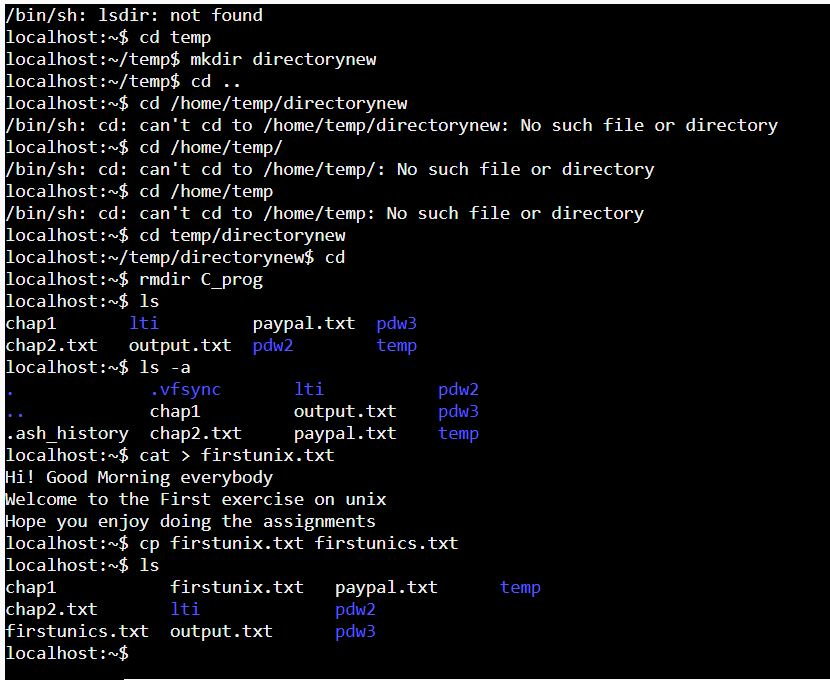 /bin/sh: lsdir: not found
localhost:~$ cd temp
localhost:~/temp$ mkdir directorynew
localhost:~/temp$ cd ..
localhost:~$ cd /home/temp/directorynew
/bin/sh: cd: can't cd to /home/temp/directorynew: No such file or directory
localhost:~$ cd /home/temp/
/bin/sh: cd: can't cd to /home/temp/: No such file or directory
localhost:~$ cd /home/temp
/bin/sh: cd: can't cd to /home/temp: No such file or directory
localhost:~$ cd temp/directorynew
localhost:~/temp/directorynew$ cd
localhost:~$ rmdir C_prog
localhost:~$ ls
chap1       lti         paypal.txt  pdw3
chap2.txt   output.txt  pdw2        temp
localhost:~$ ls -a
.             .vfsync       lti           pdw2
..            chap1         output.txt    pdw3
.ash_history  chap2.txt     paypal.txt    temp
localhost:~$ cat > firstunix.txt
Hi! Good Morning everybody
Welcome to the First exercise on unix
Hope you enjoy doing the assignments
localhost:~$ cp firstunix.txt firstunics.txt
localhost:~$ ls
chap1           firstunix.txt   paypal.txt      temp
chap2.txt       lti             pdw2
firstunics.txt  output.txt      pdw3
localhost:~$